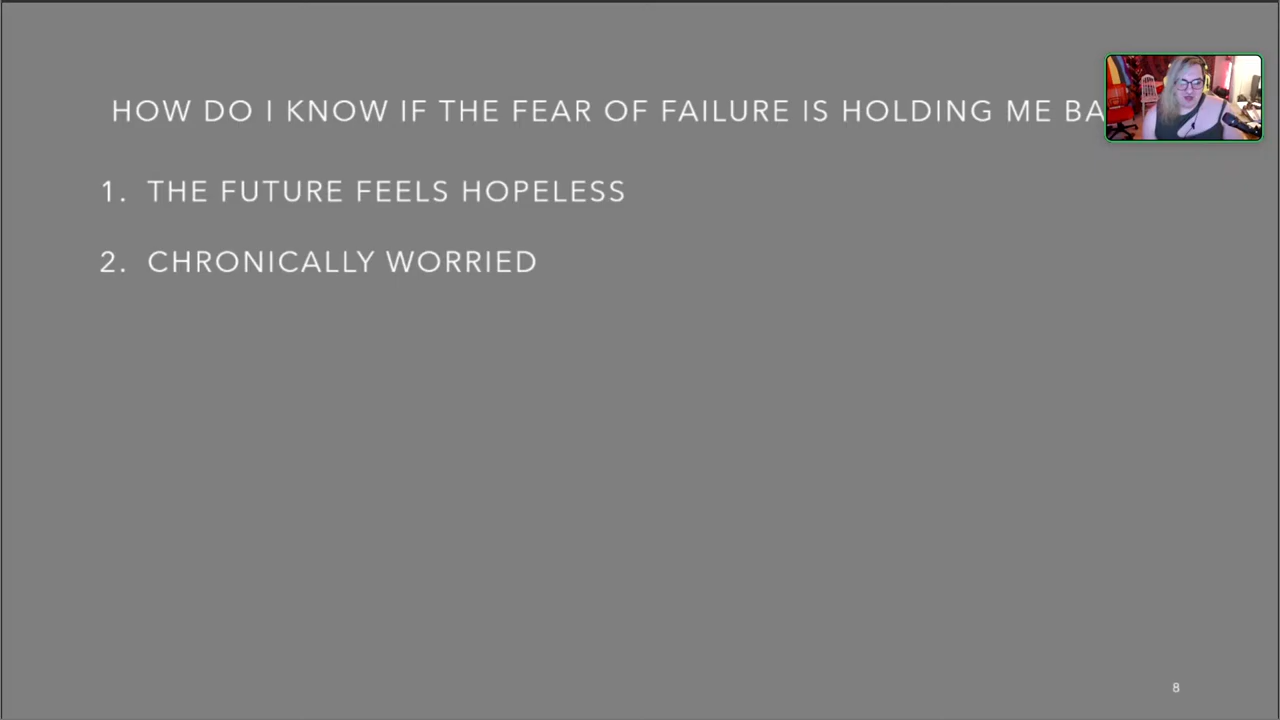 HOW DO I KNOW IF THE FEAR OF FAILURE IS HOLDING ME BA
1. THE FUTURE FEELS HOPELESS
2. CHRONICALLY WORRIED
8